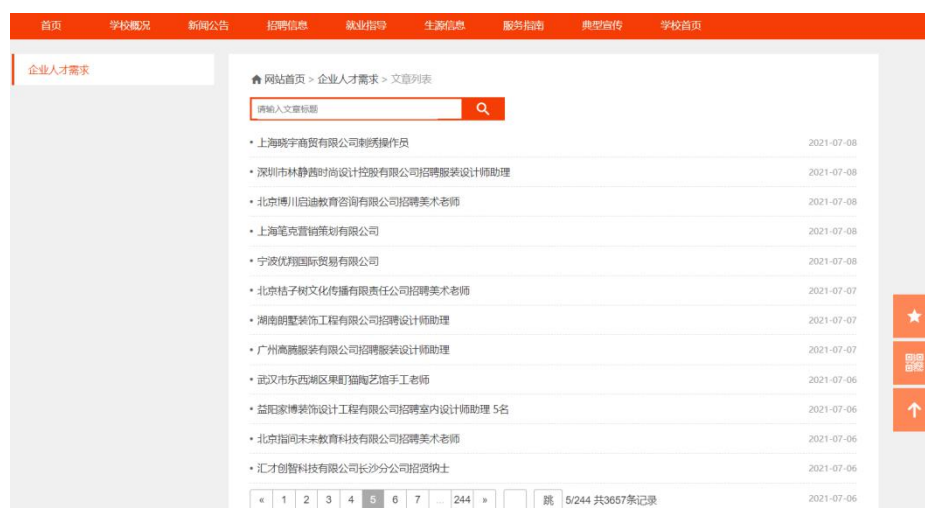 首页 学校概况 新闻公告 招聘信息 就业指导 生源信息 服务指南 典型宣传 学校首页
企业人才需求
网站首页 > 企业人才需求 > 文章列表
请输入文章标题
• 上海晓宇商贸有限公司刺绣操作员 2021-07-08
• 深圳市林静茜时尚设计控股有限公司招聘服装设计师助理 2021-07-08
• 北京博川启迪教育咨询有限公司招聘美术老师 2021-07-08
• 上海笔克营销策划有限公司 2021-07-08
• 宁波优翔国际贸易有限公司 2021-07-08
• 北京桔子树文化传播有限责任公司招聘美术老师 2021-07-07
• 湖南朗墅装饰工程有限公司招聘设计师助理 2021-07-07
• 广州高腾服装有限公司招聘服装设计师助理 2021-07-07
• 武汉市东西湖区果町猫陶艺馆手工老师 2021-07-06
• 益阳家博装饰设计工程有限公司招聘室内设计师助理 5名 2021-07-06
• 北京指间未来教育科技有限公司招聘美术老师 2021-07-06
• 汇才创智科技有限公司长沙分公司招贤纳士 2021-07-06
« 1 2 3 4 5 6 7 ... 244 » 跳 5/244 共3657条记录 2021-07-06